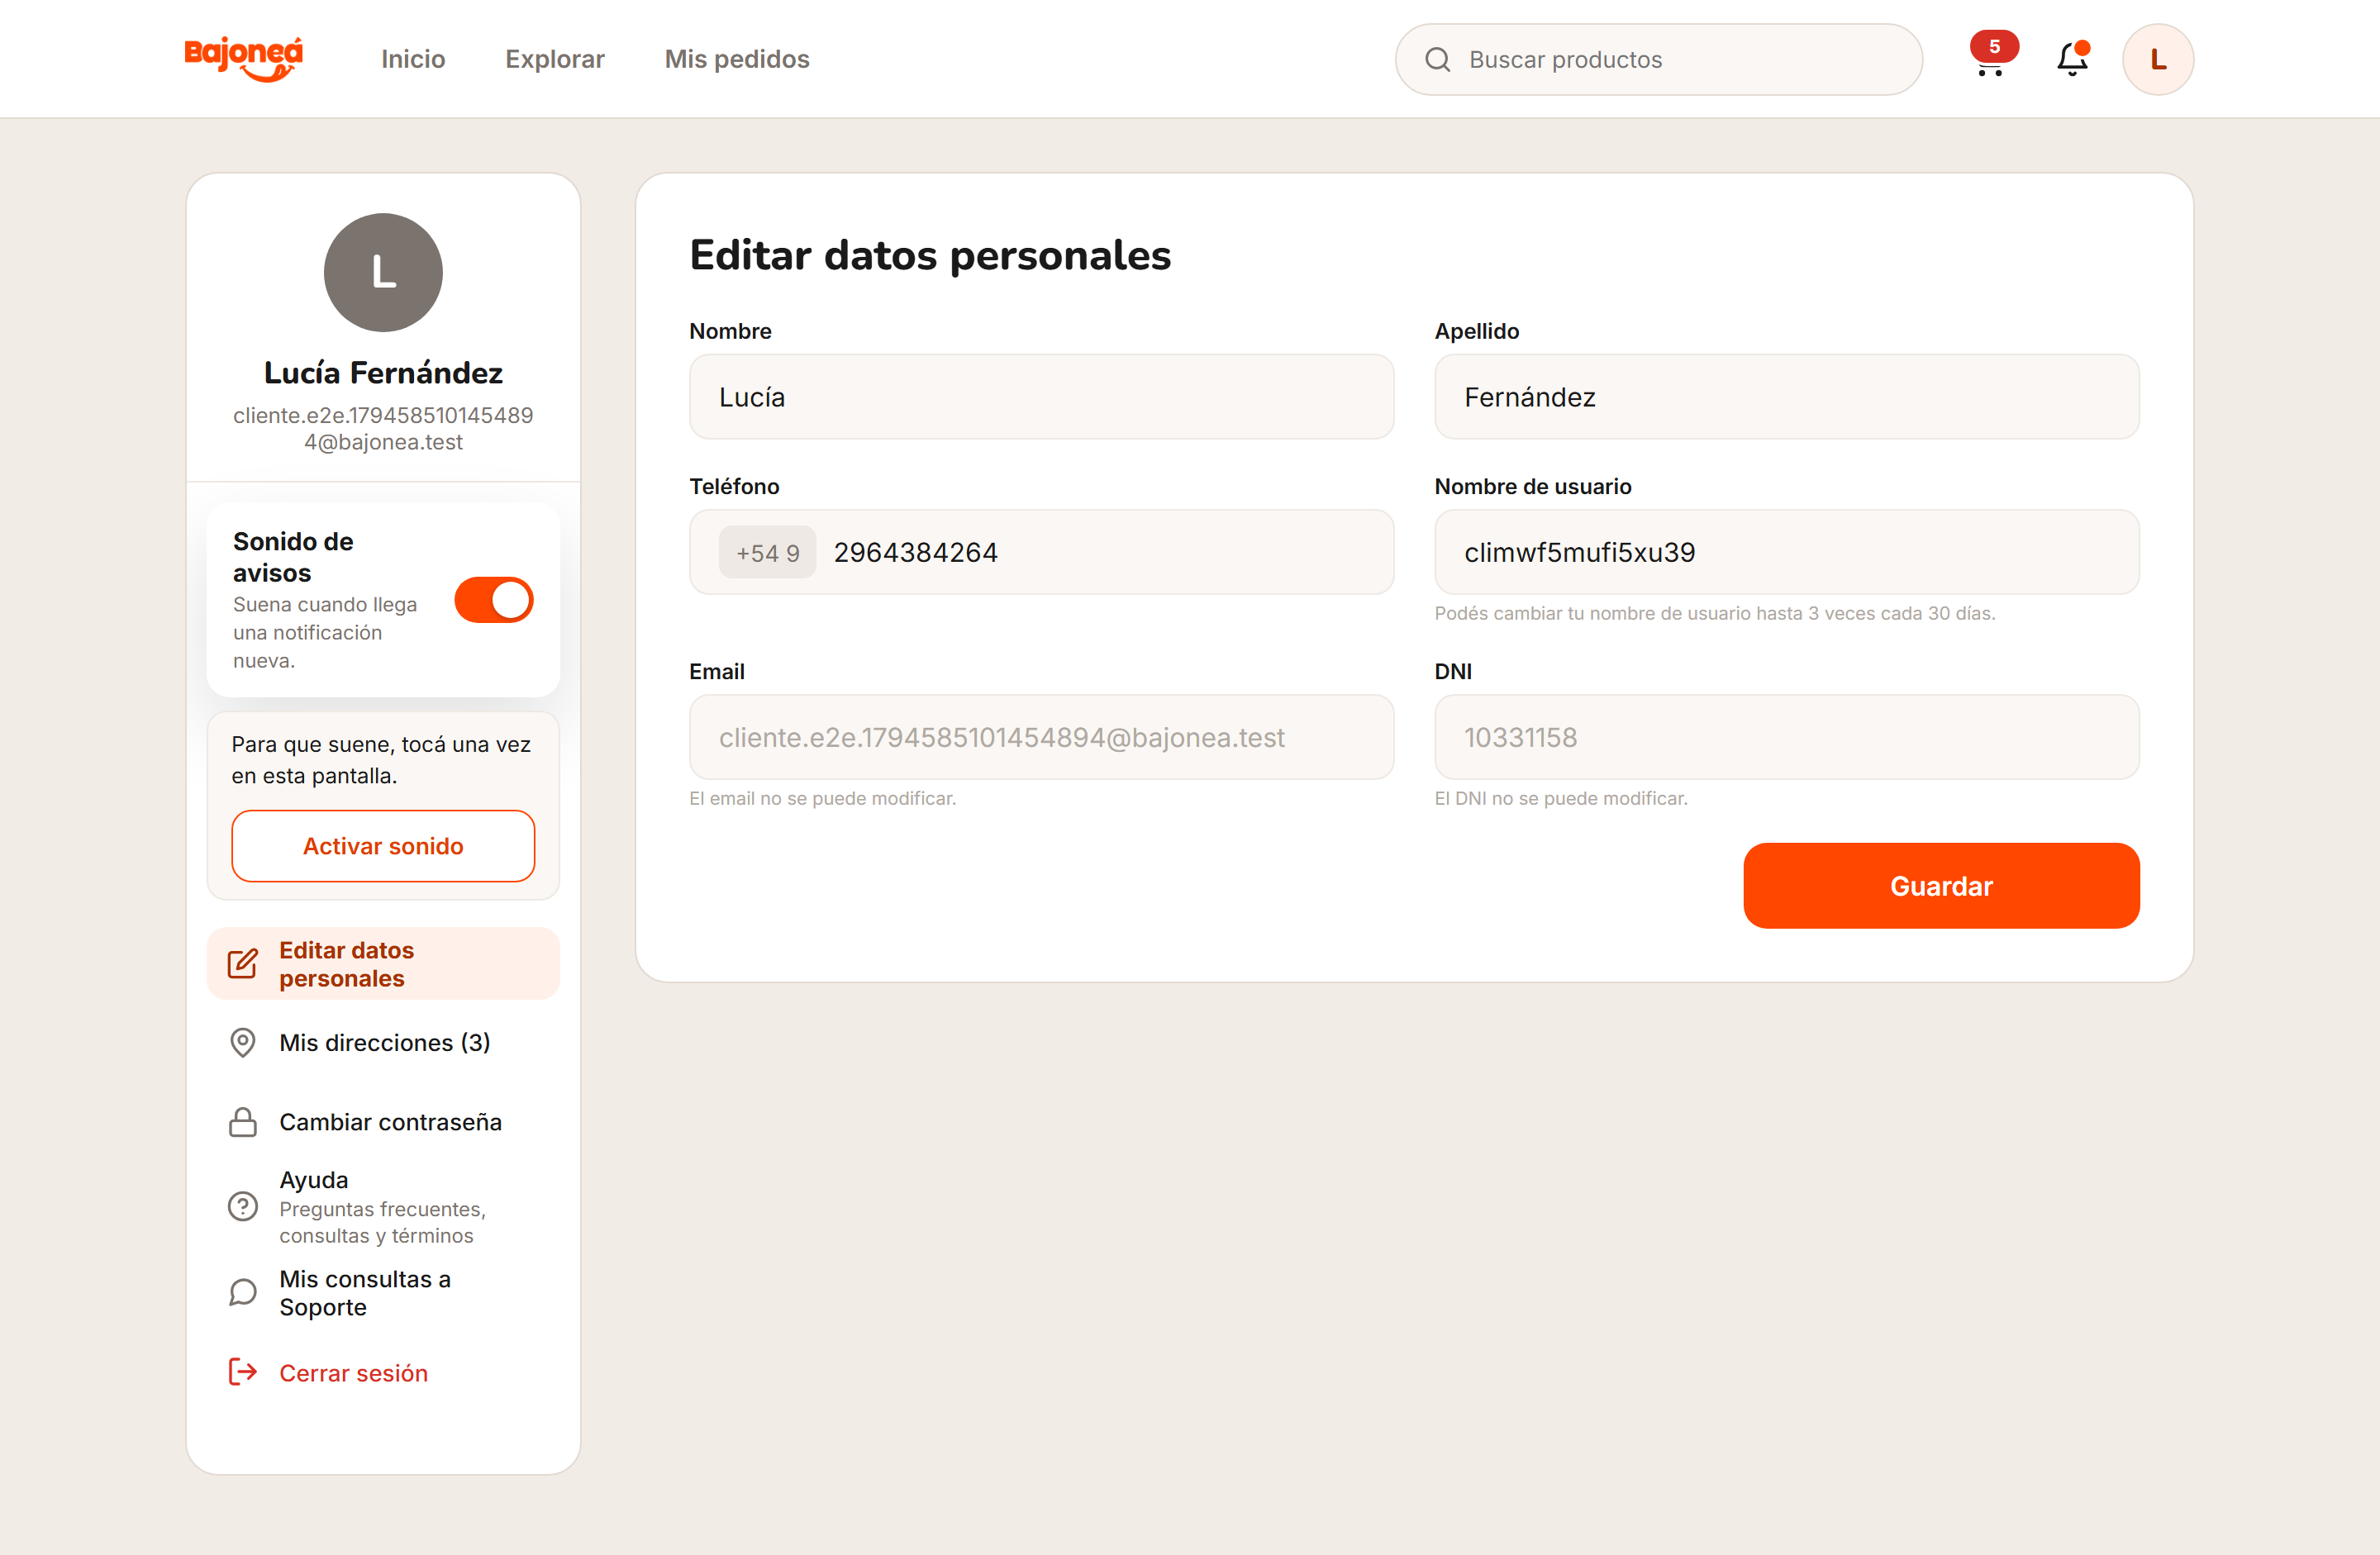 Bajoneá
Inicio
Explorar
Mis pedidos
Buscar productos
5
L
L
Lucía Fernández
cliente.e2e.179458510145489
4@bajonea.test
Sonido de
avisos
Suena cuando llega
una notificación
nueva.
Para que suene, tocá una vez
en esta pantalla.
Activar sonido
Editar datos
personales
Mis direcciones (3)
Cambiar contraseña
Ayuda
Preguntas frecuentes,
consultas y términos
Mis consultas a
Soporte
Cerrar sesión
Editar datos personales
Nombre
Lucía
Apellido
Fernández
Teléfono
+54 9 2964384264
Nombre de usuario
climwf5mufi5xu39
Podés cambiar tu nombre de usuario hasta 3 veces cada 30 días.
Email
cliente.e2e.1794585101454894@bajonea.test
El email no se puede modificar.
DNI
10331158
El DNI no se puede modificar.
Guardar